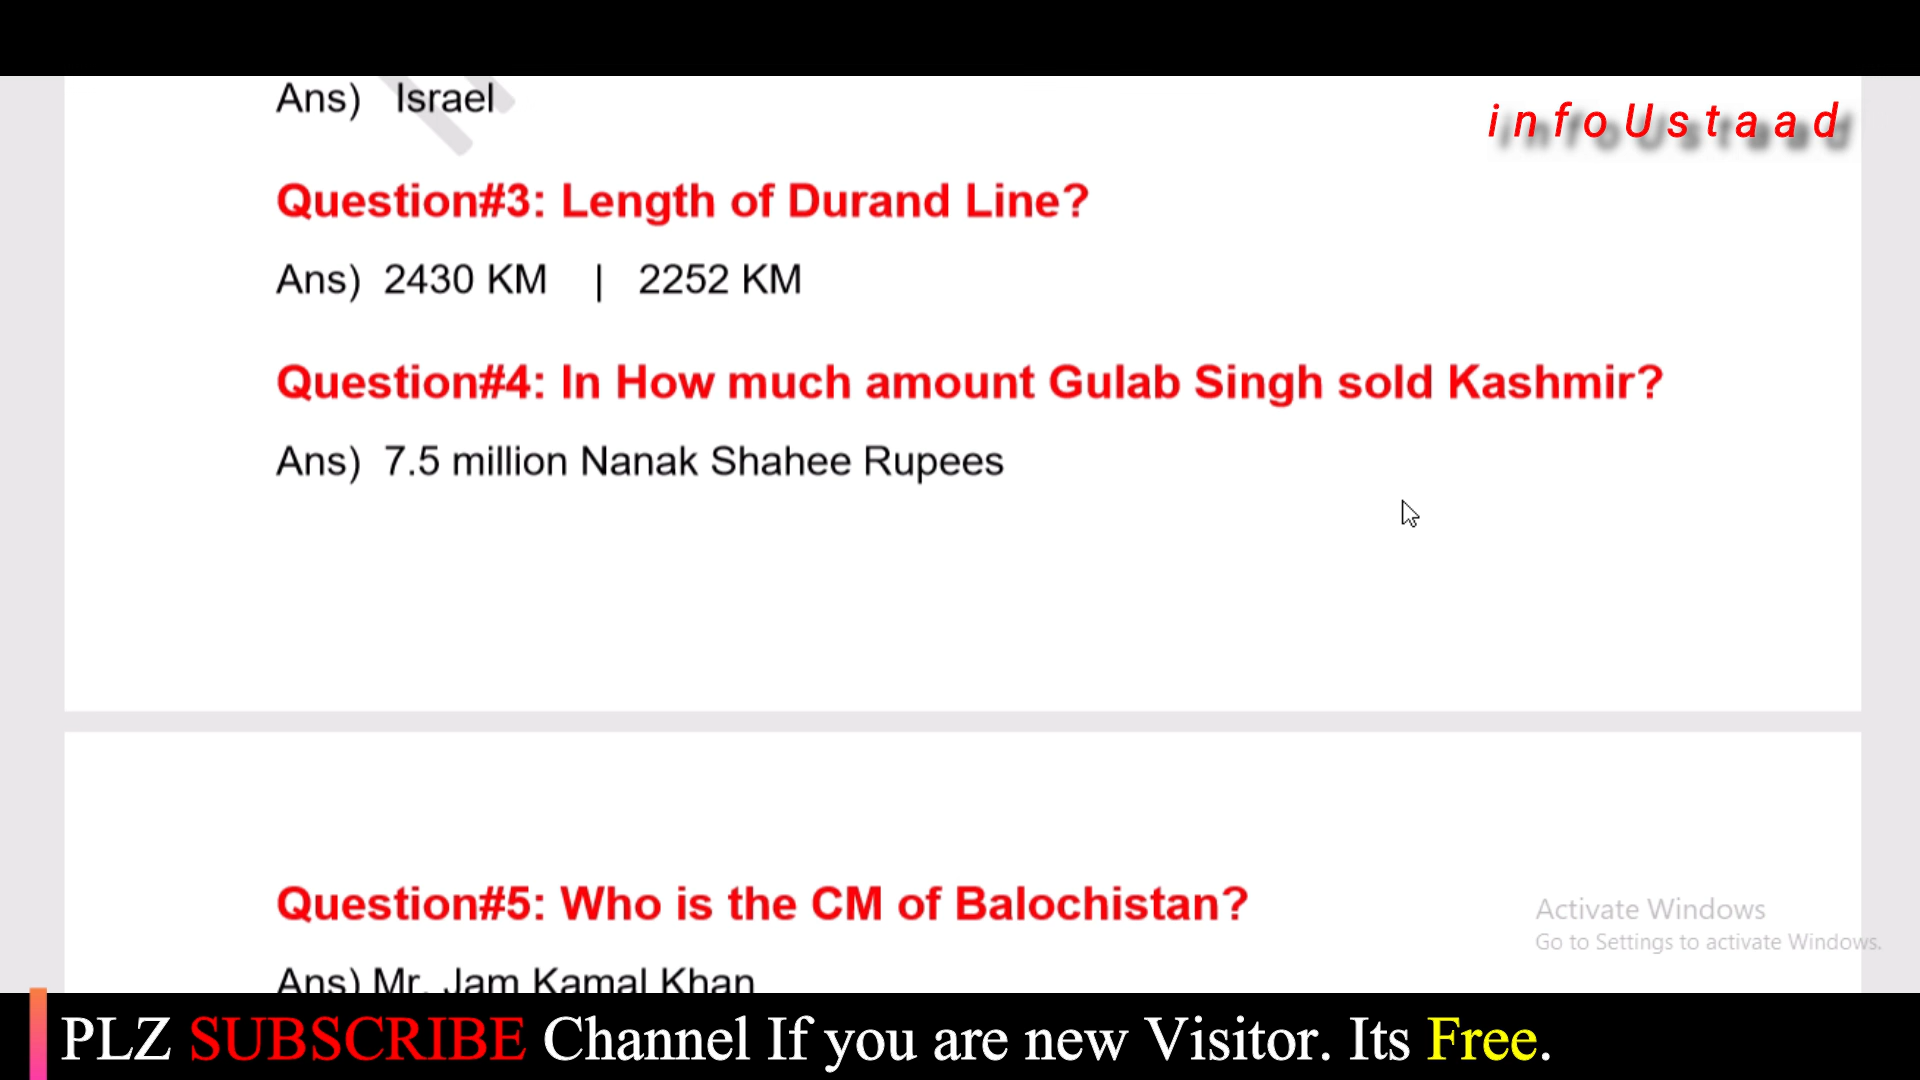 Ans) Israel
infoUstaad
Question#3: Length of Durand Line?
Ans) 2430 KM | 2252 KM
Question#4: In How much amount Gulab Singh sold Kashmir?
Ans) 7.5 million Nanak Shahee Rupees
Question#5: Who is the CM of Balochistan?
Activate Windows
Go to Settings to activate Windows.
Ans) Mr. Jam Kamal Khan
PLZ SUBSCRIBE Channel If you are new Visitor. Its Free.